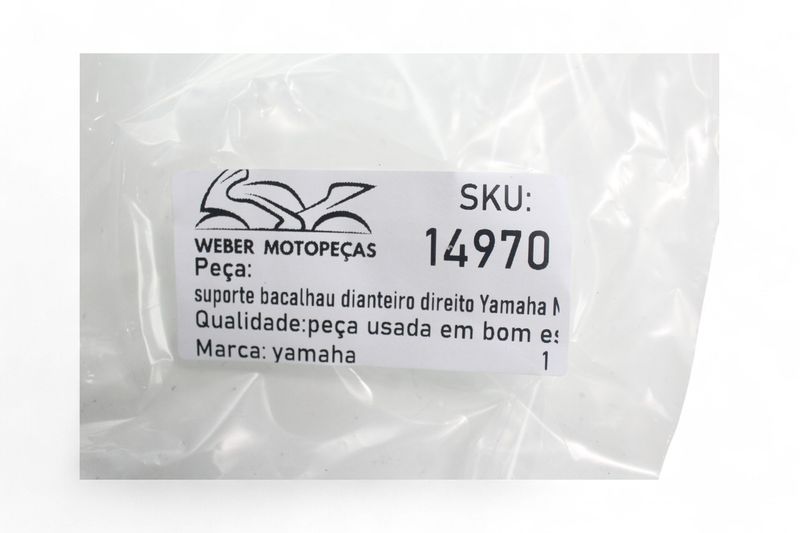 SKU:
14970
WEBER MOTOPEÇAS
Peça:
suporte bacalhau dianteiro direito Yamaha
Qualidade:peça usada em bom
Marca: yamaha
1